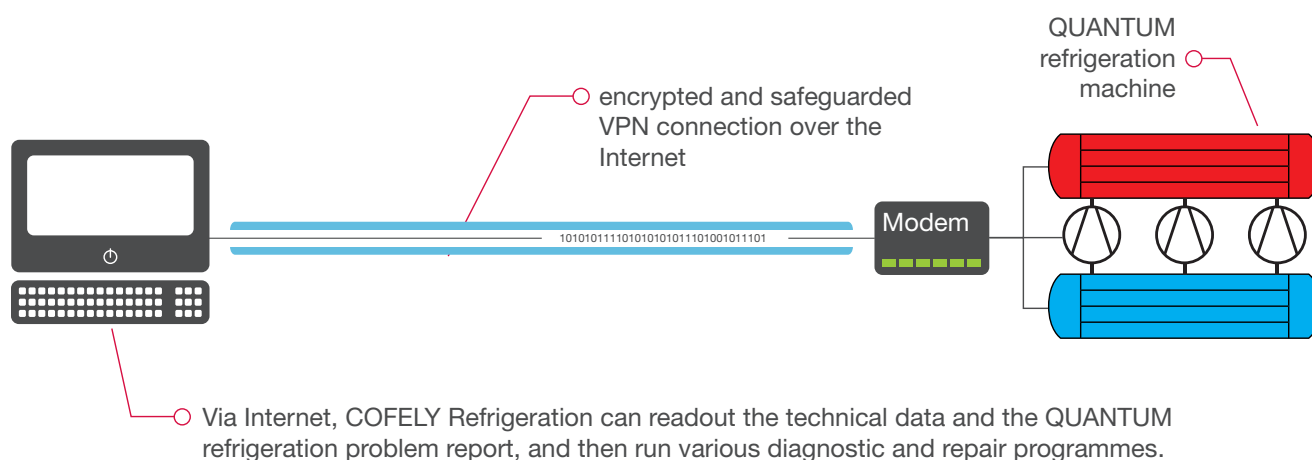 QUANTUM
refrigeration
machine
encrypted and safeguarded
VPN connection over the
Internet
1010101111010101010111101001011101
Modem
Via Internet, COFELY Refrigeration can readout the technical data and the QUANTUM
refrigeration problem report, and then run various diagnostic and repair programmes.